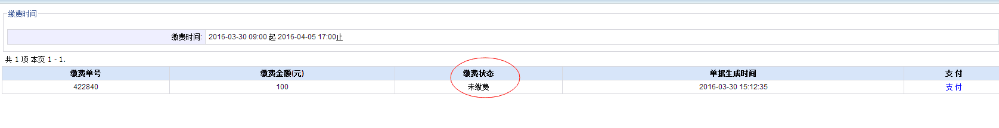 缴费时间
缴费时间: 2016-03-30 09:00 起 2016-04-05 17:00止
共 1 项 本页 1 - 1.
缴费单号 缴费金额(元) 缴费状态 单据生成时间 支 付
422840 100 未缴费 2016-03-30 15:12:35 支 付